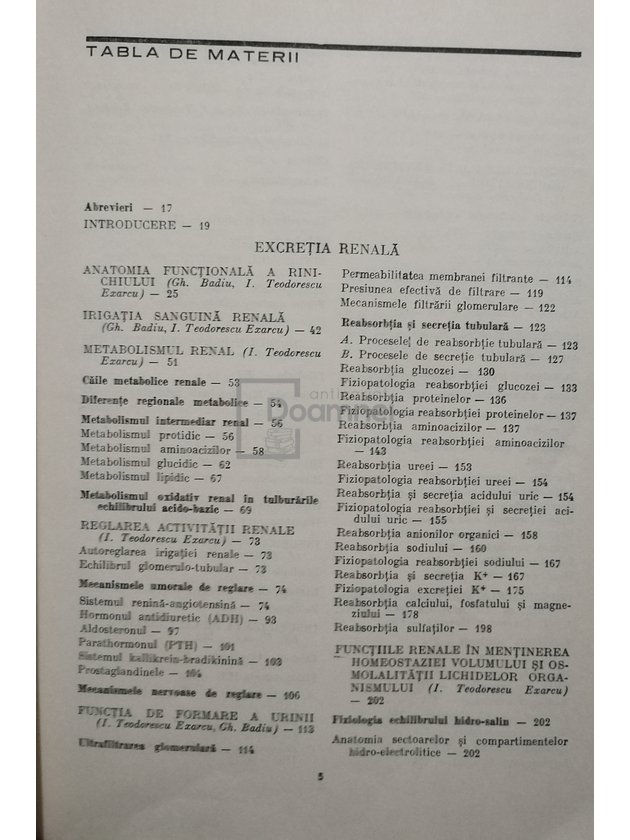 TABLA DE MATERII
Abrevieri — 17
INTRODUCERE — 19
EXCREȚIA RENALĂ
ANATOMIA FUNCȚIONALĂ A RINI-
CHIULUI (Gh. Badiu, I. Teodorescu
Exarcu) — 25
IRIGAȚIA SANGUINĂ RENALĂ
(Gh. Badiu, I. Teodorescu Exarcu) — 42
METABOLISMUL RENAL (I. Teodorescu
Exarcu) — 51
Căile metabolice renale — 53
Diferențe regionale metabolice — 54
Metabolismul intermediar renal — 56
Metabolismul protidic — 56
Metabolismul aminoacizilor — 58
Metabolismul glucidic — 62
Metabolismul lipidic — 67
Metabolismul oxidativ renal în tulburările
echilibrului acido-bazic — 69
REGLAREA ACTIVITĂȚII RENALE
(I. Teodorescu Exarcu) — 73
Autoreglarea irigației renale — 73
Echilibrul glomerulo-tubular — 73
Mecanismele umorale de reglare — 74
Sistemul renină-angiotensină — 74
Hormonul antidiuretic (ADH) — 93
Aldosteronul — 97
Parathormonul (PTH) — 101
Sistemul kallikrein-bradikinină — 103
Prostaglandinele — 104
Mecanismele nervoase de reglare — 106
FUNCȚIA DE FORMARE A URINII
(I. Teodorescu Exarcu, Gh. Badiu) — 113
Ultrafiltrarea glomerulară — 114
Permeabilitatea membranei filtrante — 114
Presiunea efectivă de filtrare — 119
Mecanismele filtrării glomerulare — 122
Reabsorbția și secreția tubulară — 123
A. Procesele de reabsorbție tubulară — 123
B. Procesele de secreție tubulară — 127
Reabsorbția glucozei — 130
Fiziopatologia reabsorbției glucozei — 133
Reabsorbția proteinelor — 136
Fiziopatologia reabsorbției proteinelor — 137
Reabsorbția aminoacizilor — 137
Fiziopatologia reabsorbției aminoacizilor
— 143
Reabsorbția ureei — 153
Fiziopatologia reabsorbției ureei — 154
Reabsorbția și secreția acidului uric — 154
Fiziopatologia reabsorbției și secreției aci-
dului uric — 155
Reabsorbția anionilor organici — 158
Reabsorbția sodiului — 160
Fiziopatologia reabsorbției sodiului — 167
Reabsorbția și secreția K+ — 167
Fiziopatologia excreției K+ — 175
Reabsorbția calciului, fosfatului și magne-
ziului — 178
Reabsorbția sulfaților — 198
FUNCȚIILE RENALE ÎN MENȚINEREA
HOMEOSTAZIEI VOLUMULUI ȘI OS-
MOLALITĂȚII LICHIDELOR ORGA-
NISMULUI (I. Teodorescu Exarcu)
— 202
Fiziologia echilibrului hidro-salin — 202
Anatomia sectoarelor și compartimentelor
hidro-electrolitice — 202
5